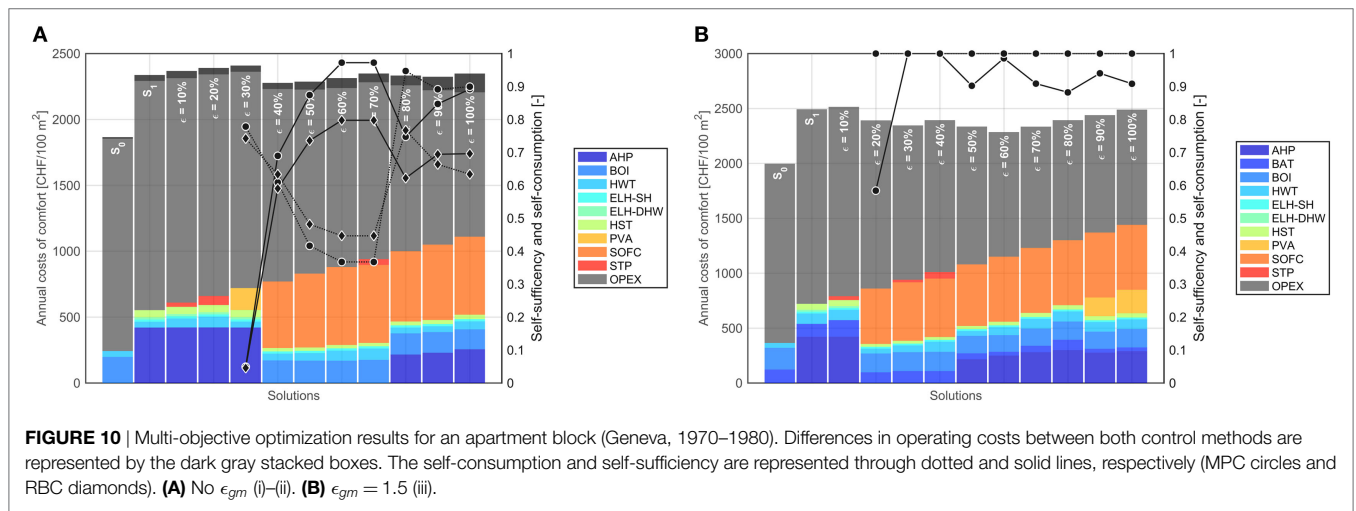 A
2500
2000
1500
1000
500
0
Annual costs of comfort [CHF/100 m²]
S₀
S₁
ϵ = 10%
ϵ = 20%
ϵ = 30%
ϵ = 40%
ϵ = 50%
ϵ = 60%
ϵ = 70%
ϵ = 80%
ϵ = 90%
ϵ = 100%
Solutions
1
0.9
0.8
0.7
0.6
0.5
0.4
0.3
0.2
0.1
0
Self-sufficency and self-consumption [-]
AHP
BOI
HWT
ELH-SH
ELH-DHW
HST
PVA
SOFC
STP
OPEX
B
3000
2500
2000
1500
1000
500
0
Annual costs of comfort [CHF/100 m²]
S₀
S₁
ϵ = 10%
ϵ = 20%
ϵ = 30%
ϵ = 40%
ϵ = 50%
ϵ = 60%
ϵ = 70%
ϵ = 80%
ϵ = 90%
ϵ = 100%
Solutions
1
0.9
0.8
0.7
0.6
0.5
0.4
0.3
0.2
0.1
0
Self-sufficency and self-consumption [-]
AHP
BAT
BOI
HWT
ELH-SH
ELH-DHW
HST
PVA
SOFC
STP
OPEX
FIGURE 10 | Multi-objective optimization results for an apartment block (Geneva, 1970–1980). Differences in operating costs between both control methods are
represented by the dark gray stacked boxes. The self-consumption and self-sufficiency are represented through dotted and solid lines, respectively (MPC circles and
RBC diamonds). (A) No ϵgm (i)–(ii). (B) ϵgm = 1.5 (iii).